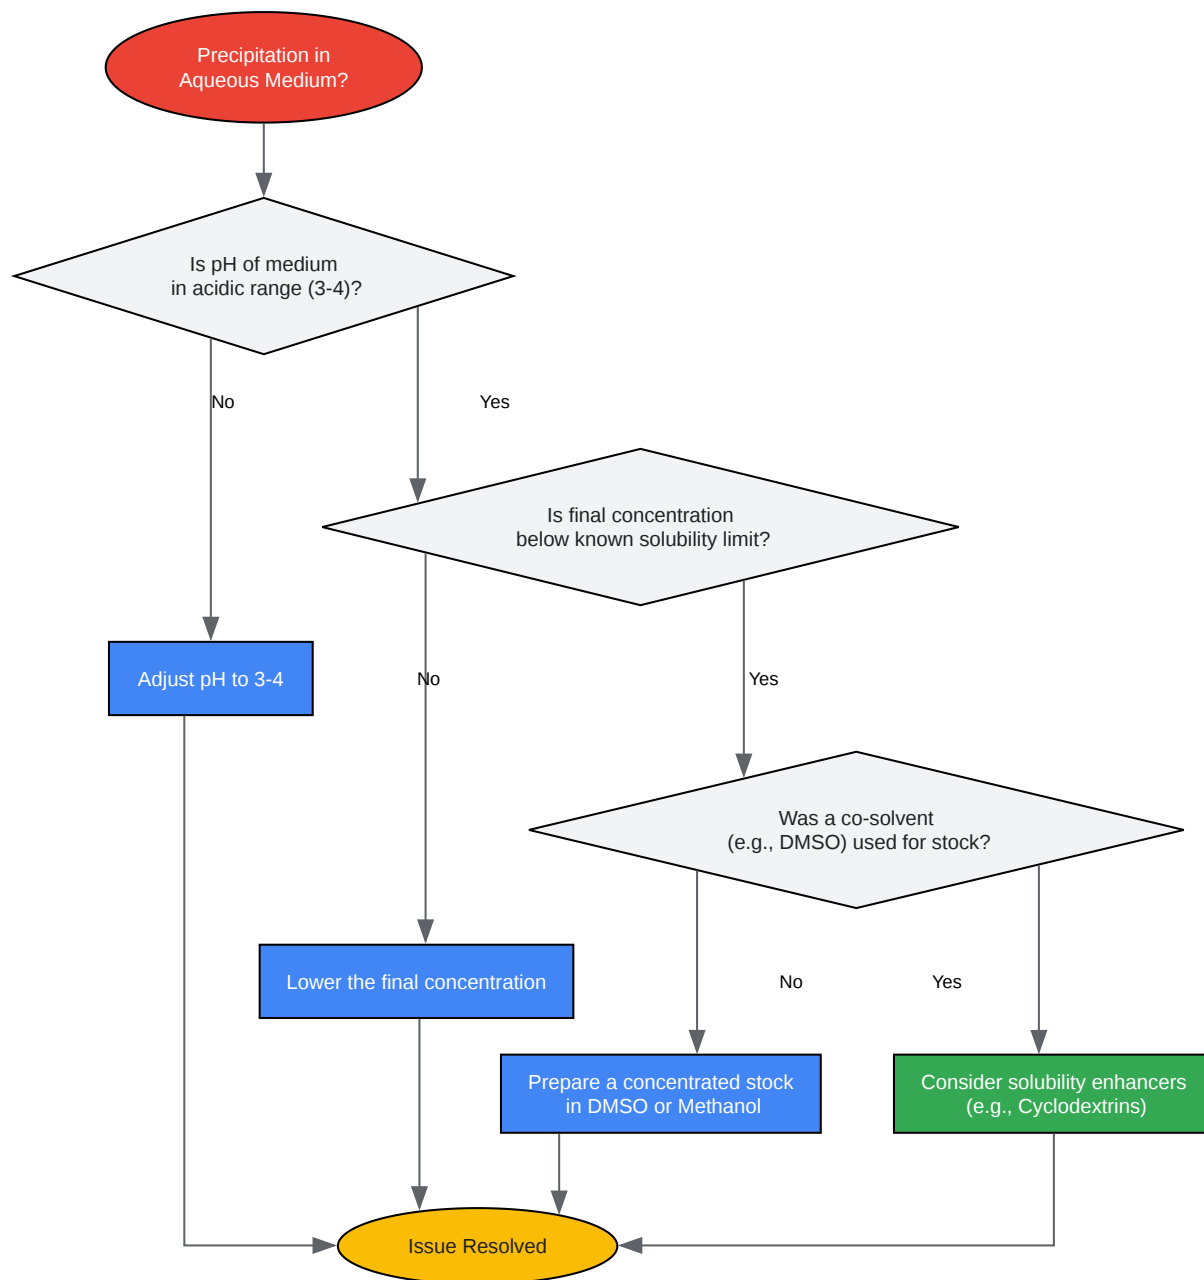 Precipitation in
Aqueous Medium?
Is pH of medium
in acidic range (3-4)?
No
Yes
Is final concentration
below known solubility limit?
Adjust pH to 3-4
No
Yes
Was a co-solvent
(e.g., DMSO) used for stock?
Lower the final concentration
No
Yes
Prepare a concentrated stock
in DMSO or Methanol
Consider solubility enhancers
(e.g., Cyclodextrins)
Issue Resolved